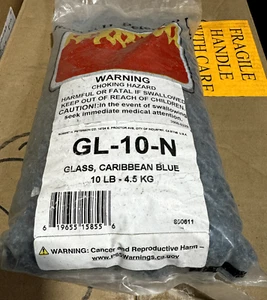 WARNING
CHOKING HAZARD
HARMFUL OR FATAL IF SWALLOWED
KEEP OUT OF REACH OF CHILDREN
CAUTION!:In the event of swallowing
seek immediate medical attention.
GL-10-N
GLASS, CARIBBEAN BLUE
10 LB - 4.5 KG
6 19655 15855 6
WARNING: Cancer and Reproductive Harm –
www.P65Warnings.ca.gov
FRAGILE
HANDLE
WITH CARE